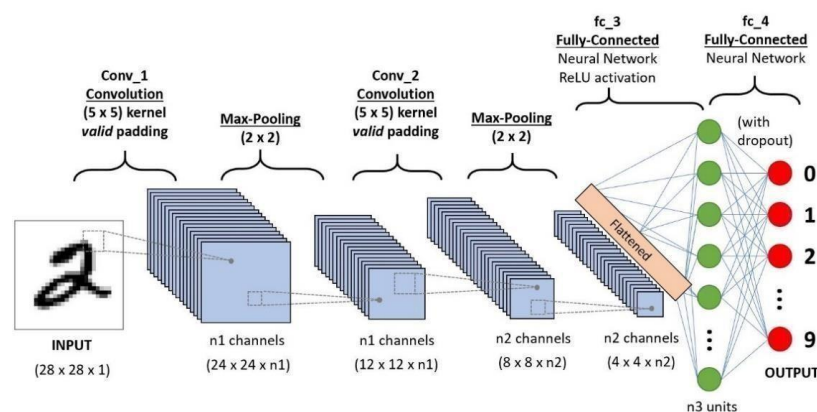 fc_3
Fully-Connected
Neural Network
ReLU activation
fc_4
Fully-Connected
Neural Network
Conv_1
Convolution
(5 x 5) kernel
valid padding
Max-Pooling
(2 x 2)
Conv_2
Convolution
(5 x 5) kernel
valid padding
Max-Pooling
(2 x 2)
(with
dropout)
2
Flattened
0
1
2
9
INPUT
(28 x 28 x 1)
n1 channels
(24 x 24 x n1)
n1 channels
(12 x 12 x n1)
n2 channels
(8 x 8 x n2)
n2 channels
(4 x 4 x n2)
OUTPUT
n3 units